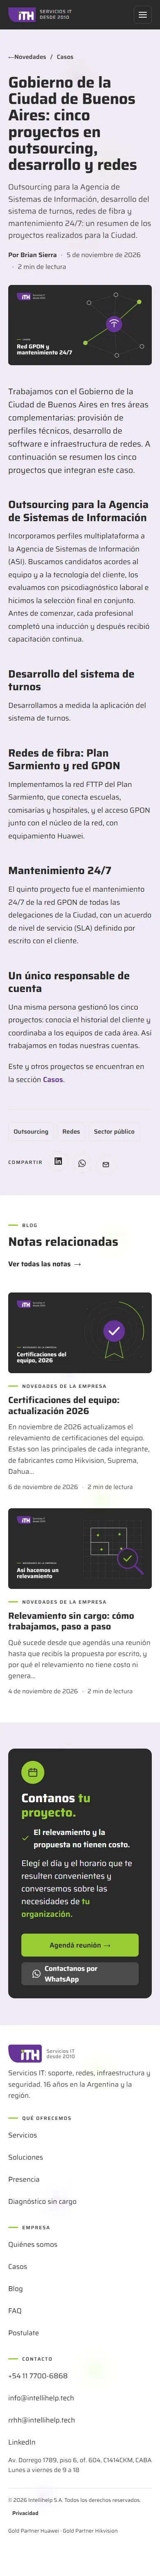 iTH SERVICIOS IT
DESDE 2010
←Novedades / Casos
Gobierno de la
Ciudad de Buenos
Aires: cinco
proyectos en
outsourcing,
desarrollo y redes
Outsourcing para la Agencia de
Sistemas de Información, desarrollo del
sistema de turnos, redes de fibra y
mantenimiento 24/7: un resumen de los
proyectos realizados para la Ciudad.
Por Brian Sierra · 5 de noviembre de 2026
· 2 min de lectura
Red GPON y
mantenimiento 24/7
Trabajamos con el Gobierno de la
Ciudad de Buenos Aires en tres áreas
complementarias: provisión de
perfiles técnicos, desarrollo de
software e infraestructura de redes. A
continuación se resumen los cinco
proyectos que integran este caso.
Outsourcing para la Agencia
de Sistemas de Información
Incorporamos perfiles multiplataforma a
la Agencia de Sistemas de Información
(ASI). Buscamos candidatos acordes al
equipo y a la tecnología del cliente, los
evaluamos con psicodiagnóstico laboral e
hicimos la selección final en conjunto.
Antes de comenzar, cada profesional
completó una inducción y después recibió
capacitación continua.
Desarrollo del sistema de
turnos
Desarrollamos a medida la aplicación del
sistema de turnos.
Redes de fibra: Plan
Sarmiento y red GPON
Implementamos la red FTTP del Plan
Sarmiento, que conecta escuelas,
comisarías y hospitales, y el acceso GPON
junto con el núcleo de la red, con
equipamiento Huawei.
Mantenimiento 24/7
El quinto proyecto fue el mantenimiento
24/7 de la red GPON de todas las
delegaciones de la Ciudad, con un acuerdo
de nivel de servicio (SLA) definido por
escrito con el cliente.
Un único responsable de
cuenta
Una misma persona gestionó los cinco
proyectos: conocía el historial del cliente y
coordinaba a los equipos de cada área. Así
trabajamos en todas nuestras cuentas.
Este y otros proyectos se encuentran en
la sección Casos.
Outsourcing Redes Sector público
COMPARTIR
BLOG
Notas relacionadas
Ver todas las notas →
Certificaciones del
equipo, 2026
NOVEDADES DE LA EMPRESA
Certificaciones del equipo:
actualización 2026
En noviembre de 2026 actualizamos el
relevamiento de certificaciones del equipo.
Estas son las principales de cada integrante,
de fabricantes como Hikvision, Suprema,
Dahua...
6 de noviembre de 2026 · 2 min de lectura
Así hacemos un
relevamiento
NOVEDADES DE LA EMPRESA
Relevamiento sin cargo: cómo
trabajamos, paso a paso
Qué sucede desde que agendás una reunión
hasta que recibís la propuesta por escrito, y
por qué el relevamiento no tiene costo ni
genera...
4 de noviembre de 2026 · 2 min de lectura
Contanos tu
proyecto.
El relevamiento y la
propuesta no tienen costo.
Elegí el día y el horario que te
resulten convenientes y
conversemos sobre las
necesidades de tu
organización.
Agendá reunión →
Contactanos por
WhatsApp
iTH Servicios IT
desde 2010
Servicios IT: soporte, redes, infraestructura y
seguridad. 16 años en la Argentina y la
región.
QUÉ OFRECEMOS
Servicios
Soluciones
Presencia
Diagnóstico sin cargo
EMPRESA
Quiénes somos
Casos
Blog
FAQ
Postulate
CONTACTO
+54 11 7700-6868
info@intellihelp.tech
rrhh@intellihelp.tech
LinkedIn
Av. Dorrego 1789, piso 6, of. 604, C1414CKM, CABA
Lunes a viernes de 9 a 18
© 2026 Intellihelp S.A. Todos los derechos reservados.
Privacidad
Gold Partner Huawei · Gold Partner Hikvision